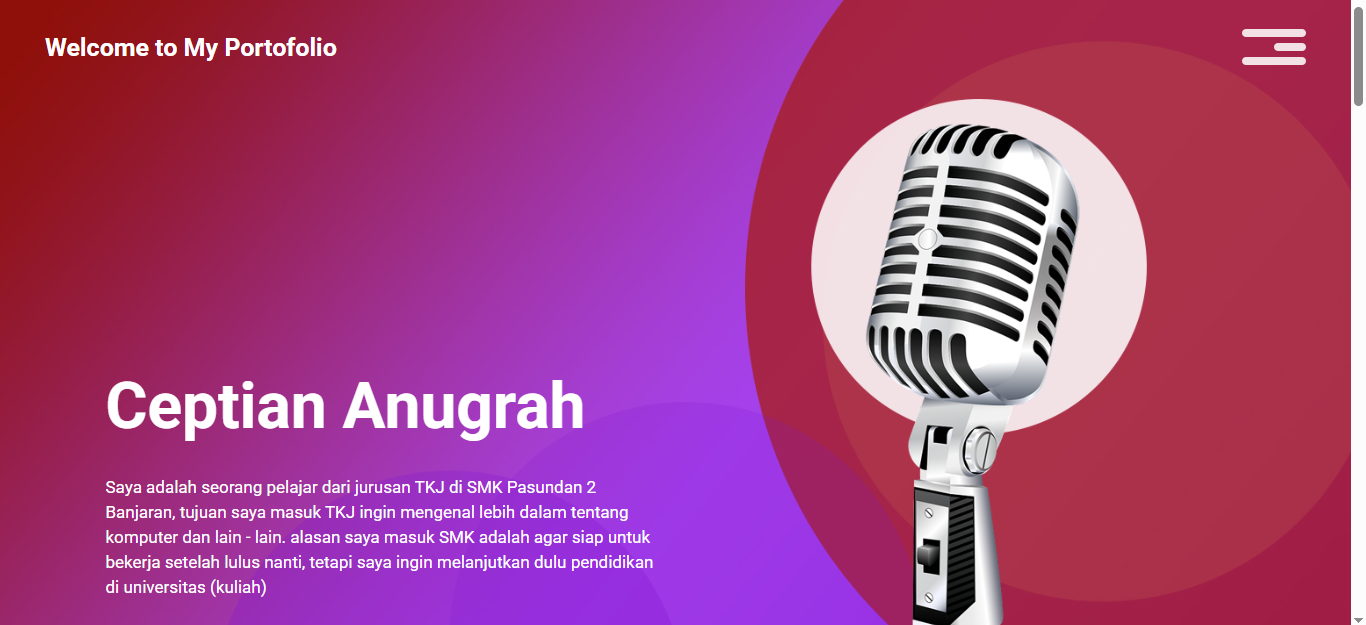 Welcome to My Portofolio
Ceptian Anugrah
Saya adalah seorang pelajar dari jurusan TKJ di SMK Pasundan 2
Banjaran, tujuan saya masuk TKJ ingin mengenal lebih dalam tentang
komputer dan lain - lain. alasan saya masuk SMK adalah agar siap untuk
bekerja setelah lulus nanti, tetapi saya ingin melanjutkan dulu pendidikan
di universitas (kuliah)